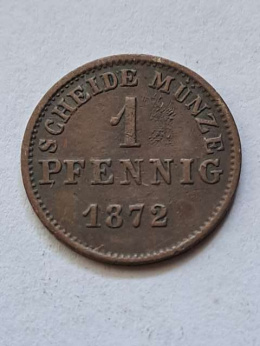 SCHEIDE MÜNZE
1
PFENNIG
1872